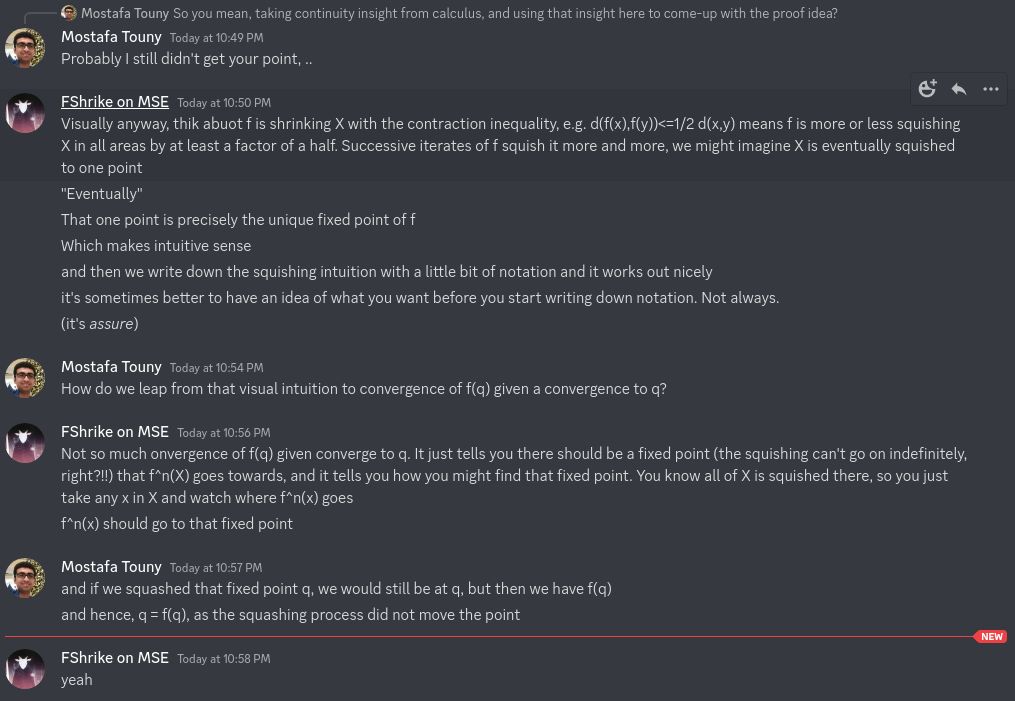 Mostafa Touny So you mean, taking continuity insight from calculus, and using that insight here to come-up with the proof idea?
Mostafa Touny Today at 10:49 PM
Probably I still didn't get your point, ..
FShrike on MSE Today at 10:50 PM
Visually anyway, thik abuot f is shrinking X with the contraction inequality, e.g. d(f(x),f(y))<=1/2 d(x,y) means f is more or less squishing
X in all areas by at least a factor of a half. Successive iterates of f squish it more and more, we might imagine X is eventually squished
to one point
"Eventually"
That one point is precisely the unique fixed point of f
Which makes intuitive sense
and then we write down the squishing intuition with a little bit of notation and it works out nicely
it's sometimes better to have an idea of what you want before you start writing down notation. Not always.
(it's assure)
Mostafa Touny Today at 10:54 PM
How do we leap from that visual intuition to convergence of f(q) given a convergence to q?
FShrike on MSE Today at 10:56 PM
Not so much onvergence of f(q) given converge to q. It just tells you there should be a fixed point (the squishing can't go on indefinitely,
right?!!) that f^n(X) goes towards, and it tells you how you might find that fixed point. You know all of X is squished there, so you just
take any x in X and watch where f^n(x) goes
f^n(x) should go to that fixed point
Mostafa Touny Today at 10:57 PM
and if we squashed that fixed point q, we would still be at q, but then we have f(q)
and hence, q = f(q), as the squashing process did not move the point
NEW
FShrike on MSE Today at 10:58 PM
yeah